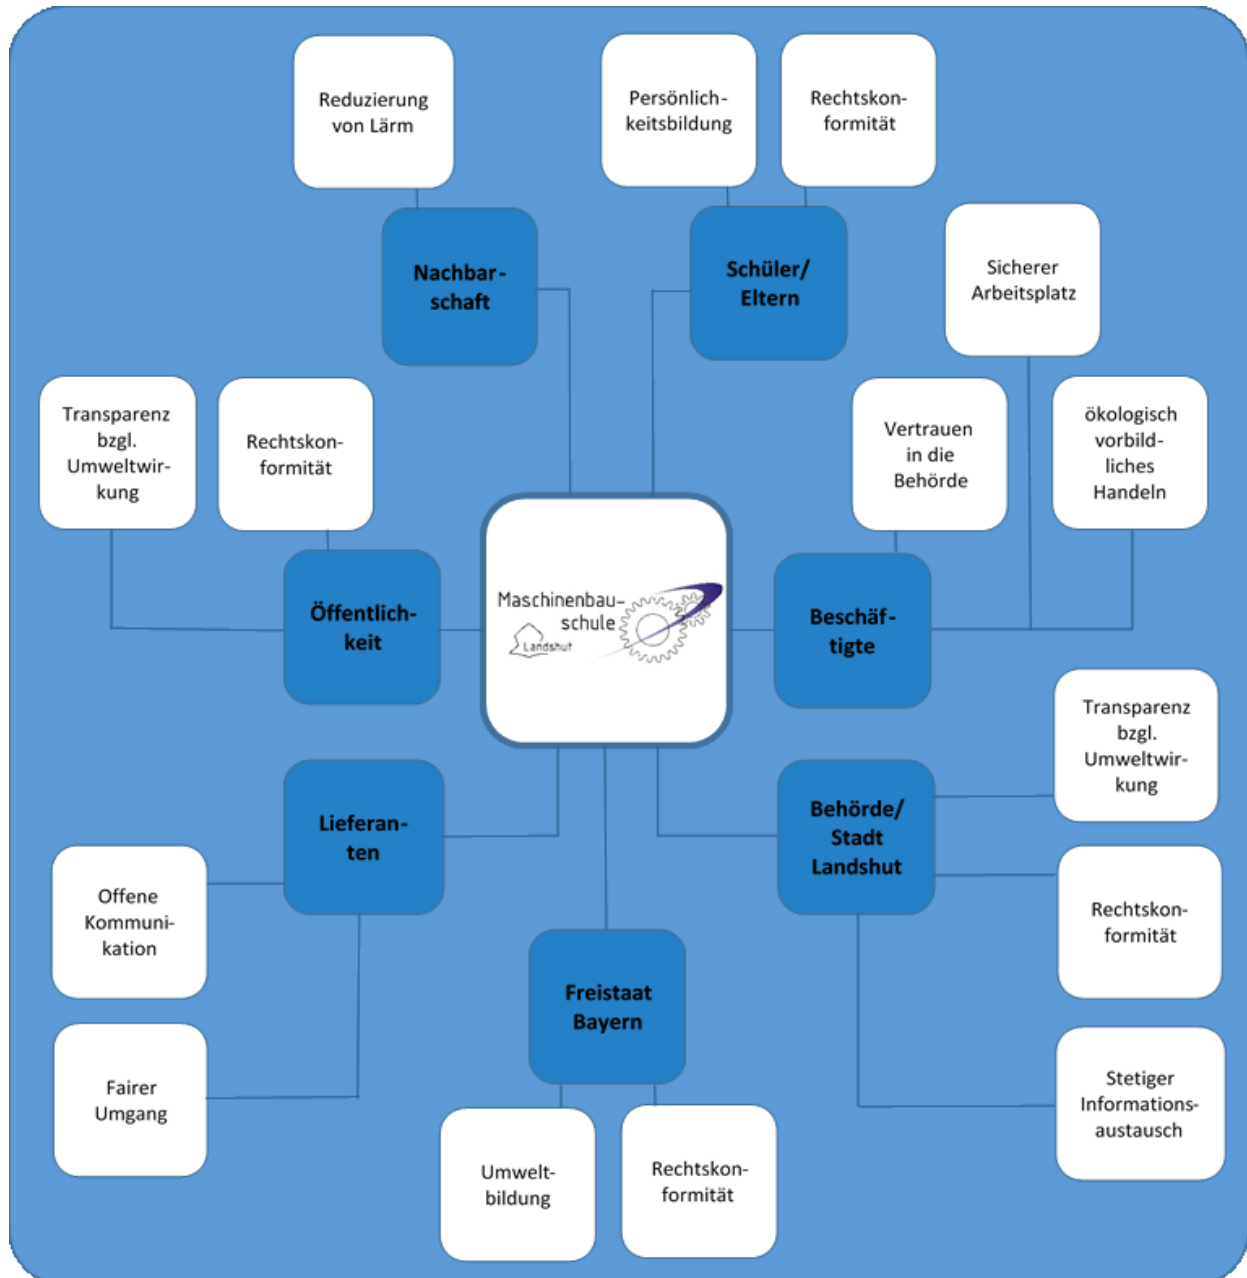 Reduzierung
von Lärm
Persönlich-
keitsbildung
Rechtskon-
formität
Nachbar-
schaft
Schüler/
Eltern
Sicherer
Arbeitsplatz
Transparenz
bzgl.
Umweltwir-
kung
Rechtskon-
formität
Vertrauen
in die
Behörde
ökologisch
vorbild-
liches
Handeln
Öffentlich-
keit
Maschinenbau-
schule
Landshut
Beschäf-
tigte
Transparenz
bzgl.
Umweltwir-
kung
Lieferan-
ten
Behörde/
Stadt
Landshut
Offene
Kommuni-
kation
Rechtskon-
formität
Freistaat
Bayern
Fairer
Umgang
Stetiger
Informations-
austausch
Umwelt-
bildung
Rechtskon-
formität